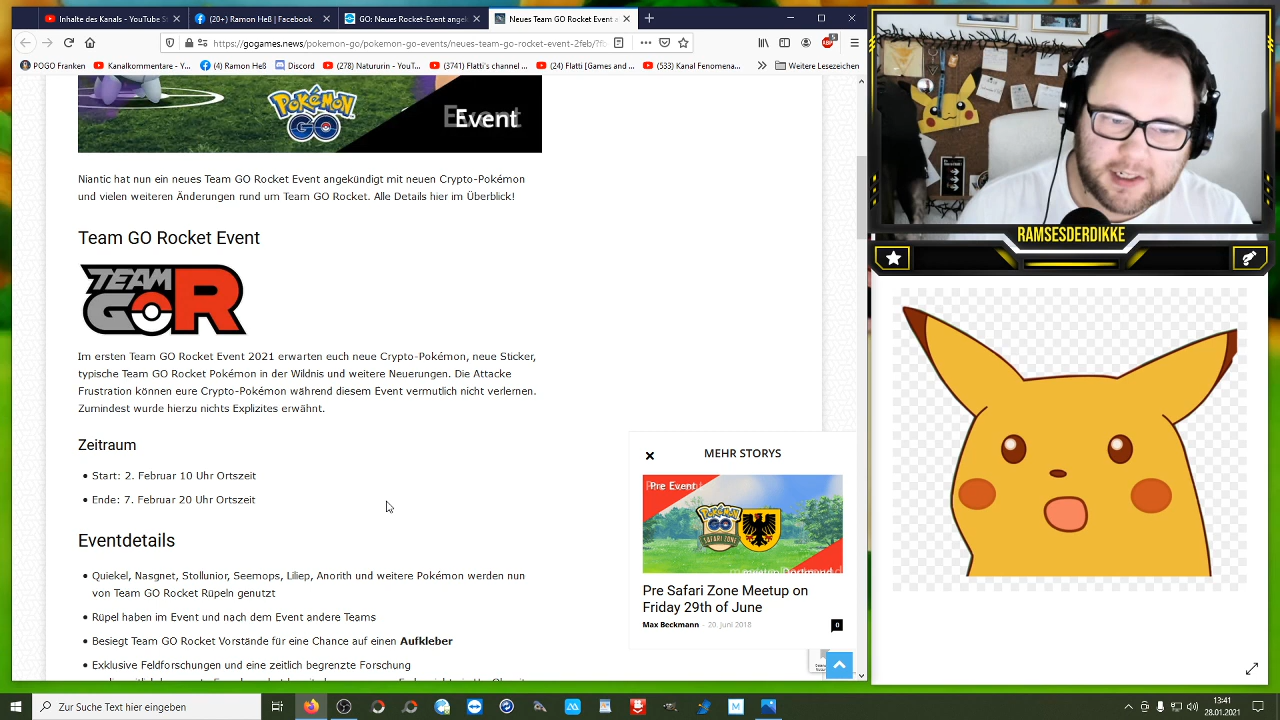 Inhalte des Kanals - YouTube St
(20+) Ramon Heß | Facebook
GO: Neues Rocket-Event angel
Neues Team GO Rocket Event a
https://gogames.news/pokemon-go/pokemon-go-events/neues-team-go-rocket-event-2feb/?f
POGO Franken
Kanalkommentare - Y...
(4) Ramon Heß
Discord
(278) Natururin - YouT...
(3741) Flatti's channel ...
(24) Flatti [Games and ...
(533) Kanal Fenomena...
Weitere Lesezeichen
POKÉMON GO
Event
Niantic hat nun ein neues Team GO Rocket Event angekündigt mit neuen Crypto-Pokémon
und vielen weiteren Änderungen rund um Team GO Rocket. Alle Details hier im Überblick!
Team GO Rocket Event
TEAM
GO R
Im ersten Team GO Rocket Event 2021 erwarten euch neue Crypto-Pokémon, neue Sticker,
typische Team GO Rocket Pokémon in der Wildnis und weitere Neuerungen. Die Attacke
Frustration können eure Crypto-Pokémon während diesem Event vermutlich nicht verlernen.
Zumindest wurde hierzu nichts Explizites erwähnt.
Zeitraum
Start: 2. Februar 10 Uhr Ortszeit
Ende: 7. Februar 20 Uhr Ortszeit
Eventdetails
Quiekel, Nasgnet, Stollunior, Seemops, Liliep, Anorith und weitere Pokémon werden nun
von Team GO Rocket Rüpeln genutzt
Rüpel haben im Event und nach dem Event andere Teams
Besiegt Team GO Rocket Vorstände für eine Chance auf einen Aufkleber
Exklusive Feldforschungen und eine zeitlich begrenzte Forschung
MEHR STORYS
Pre Event
POKÉMON GO
SAFARI ZONE
Dortmund
Pre Safari Zone Meetup on
Friday 29th of June
Max Beckmann - 20. Juni 2018
0
RAMSESDERDIKKE
Zur Suche Text hier eingeben
13:41
28.01.2021